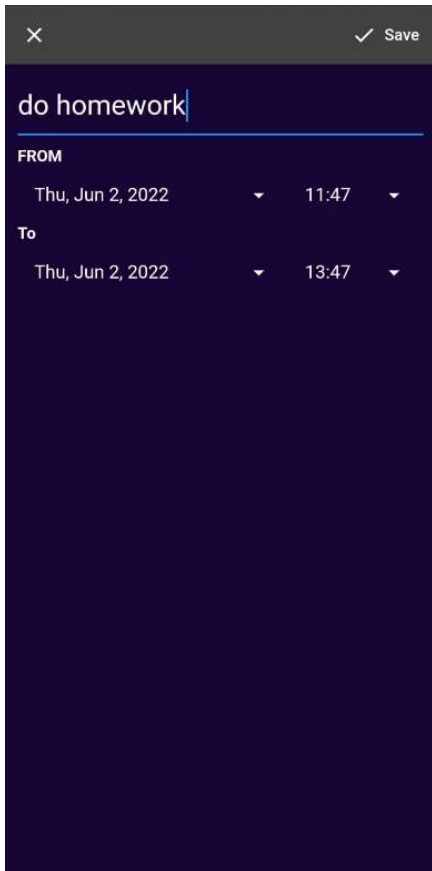 Save
do homework
FROM
Thu, Jun 2, 2022 11:47
To
Thu, Jun 2, 2022 13:47